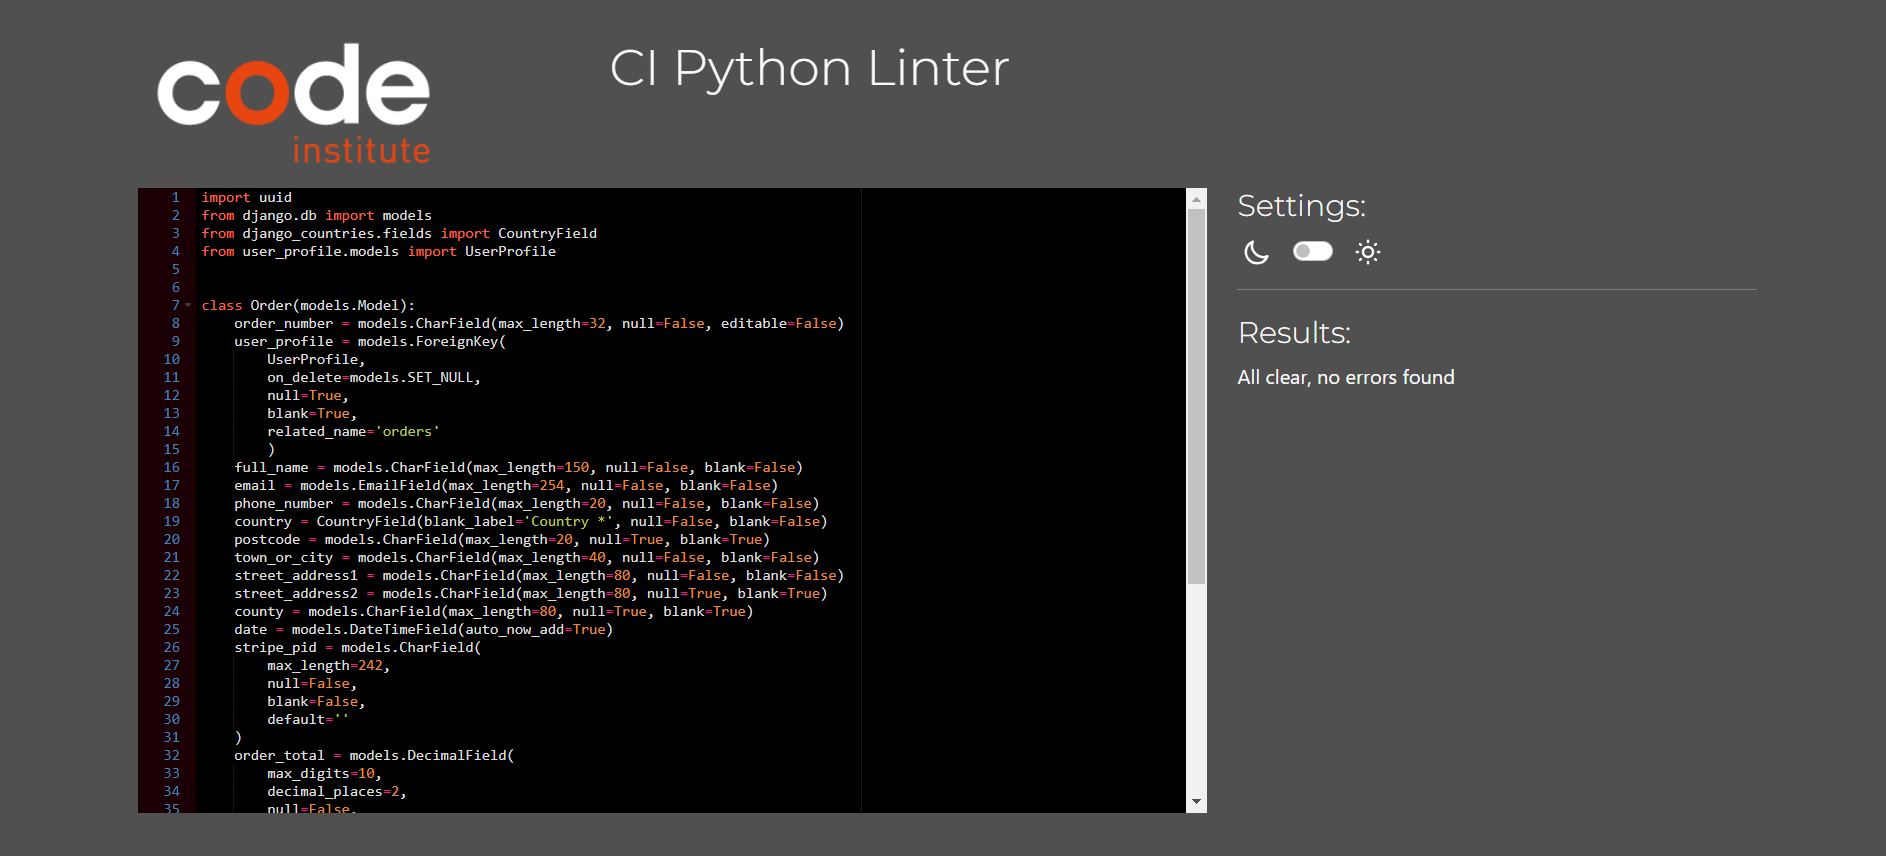 code
institute
CI Python Linter
1 import uuid
2 from django.db import models
3 from django_countries.fields import CountryField
4 from user_profile.models import UserProfile
5
6
7 class Order(models.Model):
8     order_number = models.CharField(max_length=32, null=False, editable=False)
9     user_profile = models.ForeignKey(
10         UserProfile,
11         on_delete=models.SET_NULL,
12         null=True,
13         blank=True,
14         related_name='orders'
15         )
16     full_name = models.CharField(max_length=150, null=False, blank=False)
17     email = models.EmailField(max_length=254, null=False, blank=False)
18     phone_number = models.CharField(max_length=20, null=False, blank=False)
19     country = CountryField(blank_label='Country *', null=False, blank=False)
20     postcode = models.CharField(max_length=20, null=True, blank=True)
21     town_or_city = models.CharField(max_length=40, null=False, blank=False)
22     street_address1 = models.CharField(max_length=80, null=False, blank=False)
23     street_address2 = models.CharField(max_length=80, null=True, blank=True)
24     county = models.CharField(max_length=80, null=True, blank=True)
25     date = models.DateTimeField(auto_now_add=True)
26     stripe_pid = models.CharField(
27         max_length=242,
28         null=False,
29         blank=False,
30         default=''
31     )
32     order_total = models.DecimalField(
33         max_digits=10,
34         decimal_places=2,
35         null=False,
Settings:
Results:
All clear, no errors found